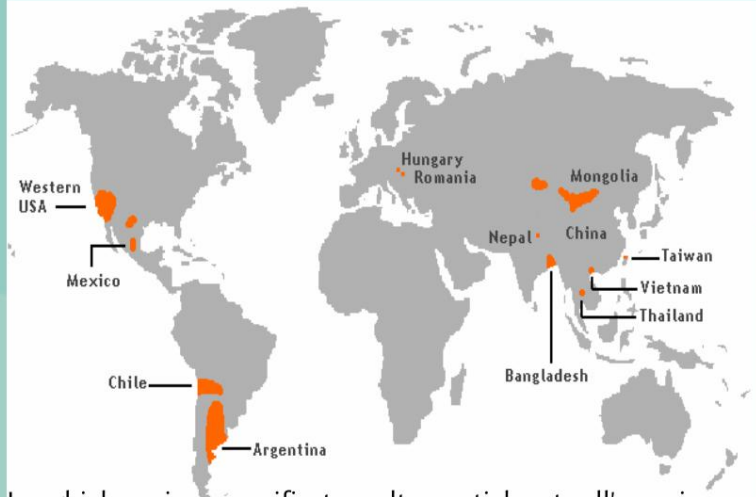 Hungary
Romania
Western
USA
Mongolia
Nepal
China
Taiwan
Mexico
Vietnam
Thailand
Bangladesh
Chile
Argentina